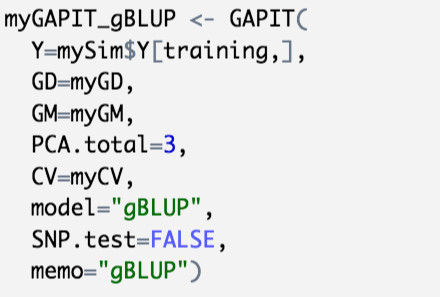 myGAPIT_gBLUP <- GAPIT(
  Y=mySim$Y[training,],
  GD=myGD,
  GM=myGM,
  PCA.total=3,
  CV=myCV,
  model="gBLUP",
  SNP.test=FALSE,
  memo="gBLUP")